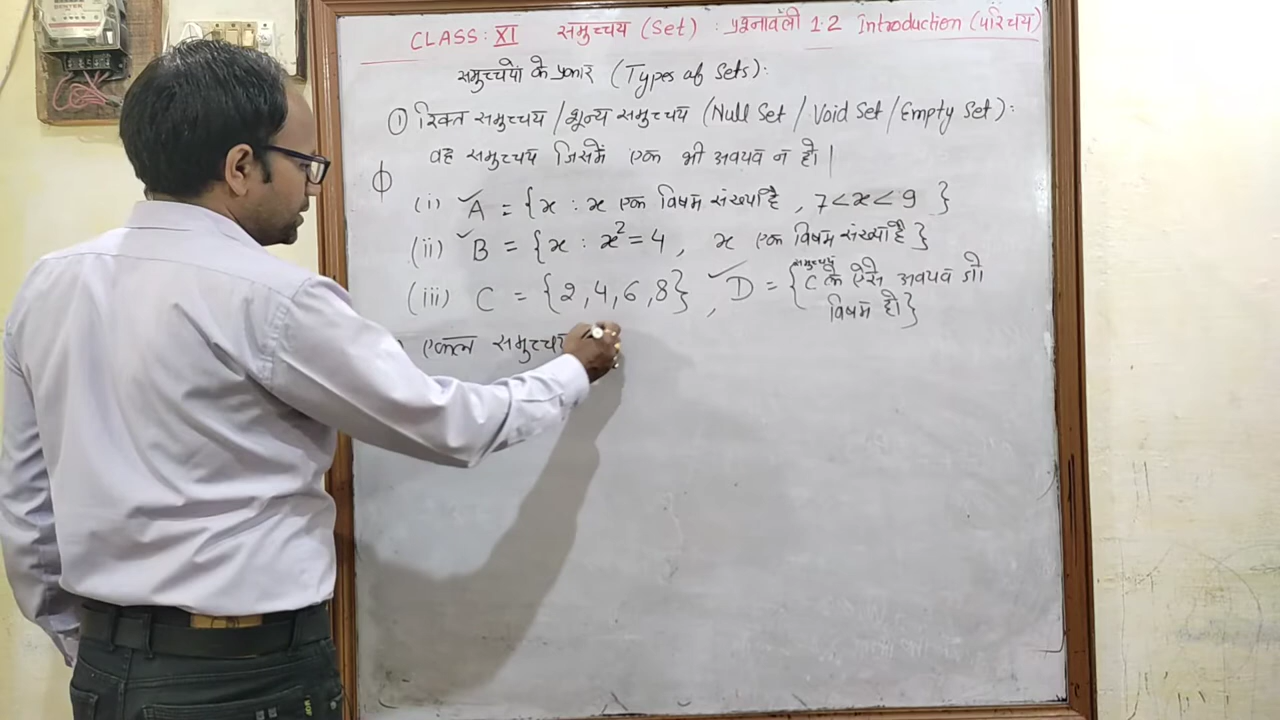 CLASS: XI समुच्चय (Set) : प्रश्नावली 1.2 Introduction (परिचय)
समुच्चयों के प्रकार (Types of Sets):
① रिक्त समुच्चय / शून्य समुच्चय (Null Set / Void Set / Empty Set):
वह समुच्चय जिसमें एक भी अवयव न हो।
ϕ
(i) ✓A = {x : x एक विषम संख्या है, 7<x<9 }
(ii) ✓B = {x : x²=4, x एक विषम संख्या है}
(iii) C = {2,4,6,8}, ✓D = {समुच्चय C के ऐसे अवयव जो
विषम हो}
एकल समुच्चय